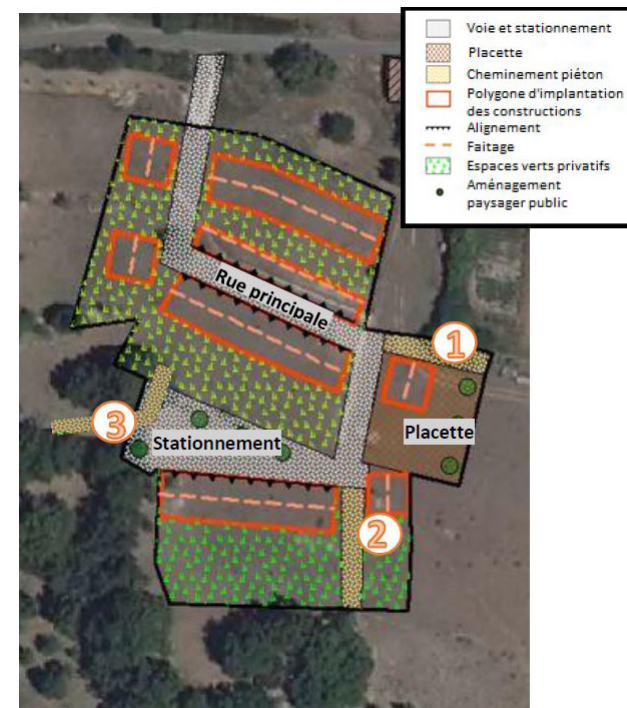 Voie et stationnement
Placette
Cheminement piéton
Polygone d'implantation
des constructions
Alignement
Faitage
Espaces verts privatifs
Aménagement
paysager public
Rue principale
1
Placette
3
Stationnement
2